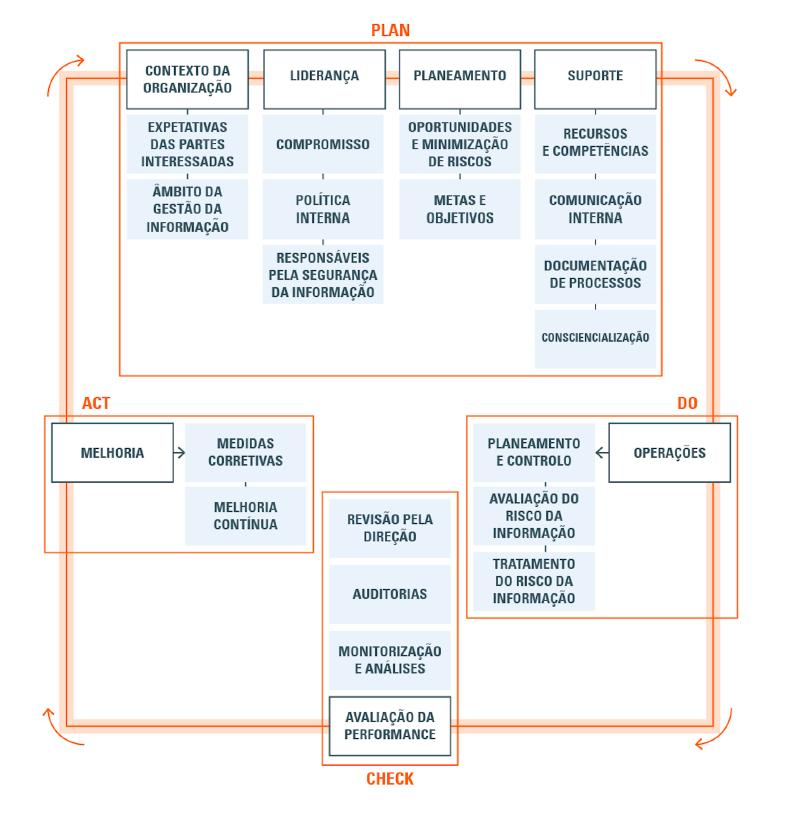 PLAN
CONTEXTO DA
ORGANIZAÇÃO
EXPETATIVAS
DAS PARTES
INTERESSADAS
ÂMBITO DA
GESTÃO DA
INFORMAÇÃO
LIDERANÇA
COMPROMISSO
POLÍTICA
INTERNA
RESPONSÁVEIS
PELA SEGURANÇA
DA INFORMAÇÃO
PLANEAMENTO
OPORTUNIDADES
E MINIMIZAÇÃO
DE RISCOS
METAS E
OBJETIVOS
SUPORTE
RECURSOS
E COMPETÊNCIAS
COMUNICAÇÃO
INTERNA
DOCUMENTAÇÃO
DE PROCESSOS
CONSCIENCIALIZAÇÃO
ACT
MELHORIA
MEDIDAS
CORRETIVAS
MELHORIA
CONTÍNUA
DO
PLANEAMENTO
E CONTROLO
OPERAÇÕES
AVALIAÇÃO DO
RISCO DA
INFORMAÇÃO
TRATAMENTO
DO RISCO DA
INFORMAÇÃO
REVISÃO PELA
DIREÇÃO
AUDITORIAS
MONITORIZAÇÃO
E ANÁLISES
AVALIAÇÃO DA
PERFORMANCE
CHECK